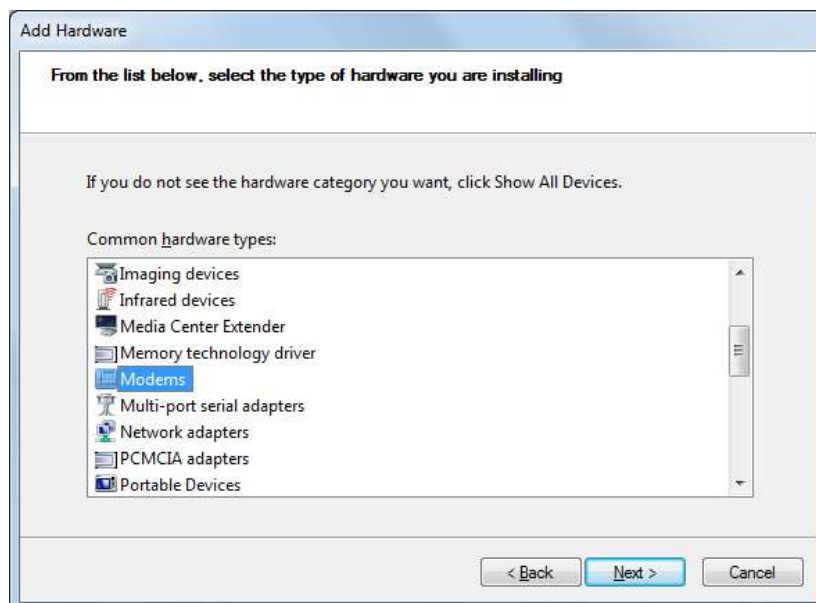 Add Hardware
From the list below, select the type of hardware you are installing
If you do not see the hardware category you want, click Show All Devices.
Common hardware types:
Imaging devices
Infrared devices
Media Center Extender
Memory technology driver
Modems
Multi-port serial adapters
Network adapters
PCMCIA adapters
Portable Devices
< Back Next > Cancel